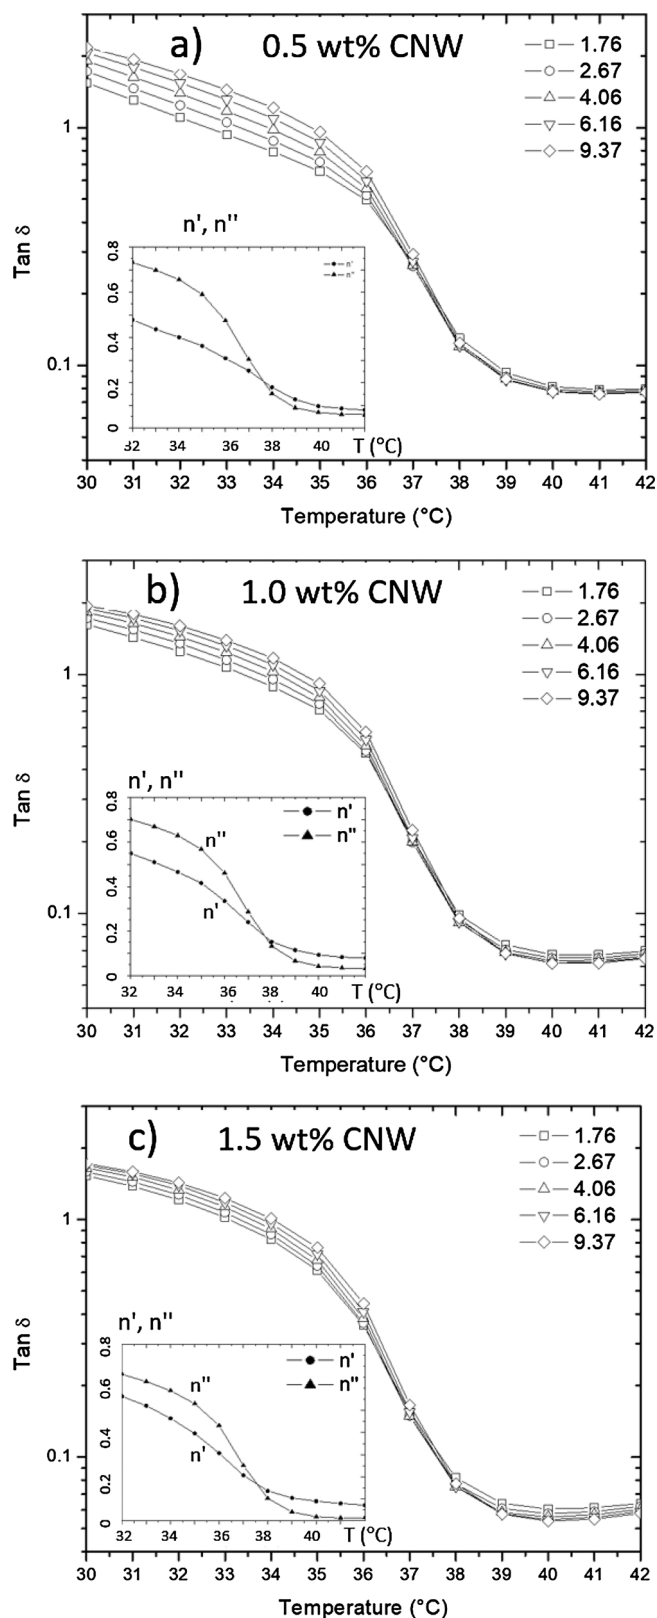 a) 0.5 wt% CNW
1.76
2.67
4.06
6.16
9.37
1
0.1
Tan δ
n', n''
0.8
0.6
0.4
0.2
0
n'
n''
32 34 36 38 40 T (°C)
30 31 32 33 34 35 36 37 38 39 40 41 42
Temperature (°C)
b) 1.0 wt% CNW
1.76
2.67
4.06
6.16
9.37
1
0.1
Tan δ
n', n''
0.8
0.6
0.4
0.2
0
n'
n''
n''
n'
32 34 36 38 40 T (°C)
30 31 32 33 34 35 36 37 38 39 40 41 42
Temperature (°C)
c) 1.5 wt% CNW
1.76
2.67
4.06
6.16
9.37
1
0.1
Tan δ
n', n''
0.8
0.6
0.4
0.2
0
n'
n''
n''
n'
32 34 36 38 40 T (°C)
30 31 32 33 34 35 36 37 38 39 40 41 42
Temperature (°C)